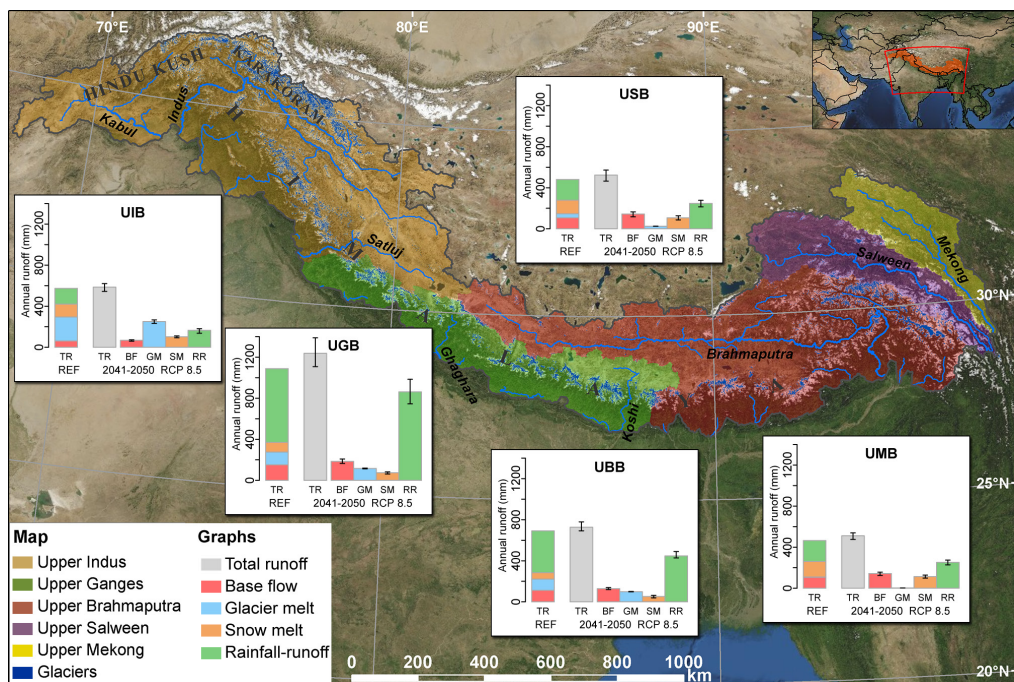 70°E
80°E
90°E
HINDU KUSH
KARAKORAM
HIMALA
Kabul
Indus
Satluj
Ghaghara
Koshi
Brahmaputra
Salween
Mekong
30°N
25°N
20°N
USB
Annual runoff (mm)
0 400 800 1200
TR TR BF GM SM RR
REF 2041-2050 RCP 8.5
UIB
Annual runoff (mm)
0 400 800 1200
TR TR BF GM SM RR
REF 2041-2050 RCP 8.5
UGB
Annual runoff (mm)
0 400 800 1200
TR TR BF GM SM RR
REF 2041-2050 RCP 8.5
UBB
Annual runoff (mm)
0 400 800 1200
TR TR BF GM SM RR
REF 2041-2050 RCP 8.5
UMB
Annual runoff (mm)
0 400 800 1200
TR TR BF GM SM RR
REF 2041-2050 RCP 8.5
Map
Upper Indus
Upper Ganges
Upper Brahmaputra
Upper Salween
Upper Mekong
Glaciers
Graphs
Total runoff
Base flow
Glacier melt
Snow melt
Rainfall-runoff
0 200 400 600 800 1000
km